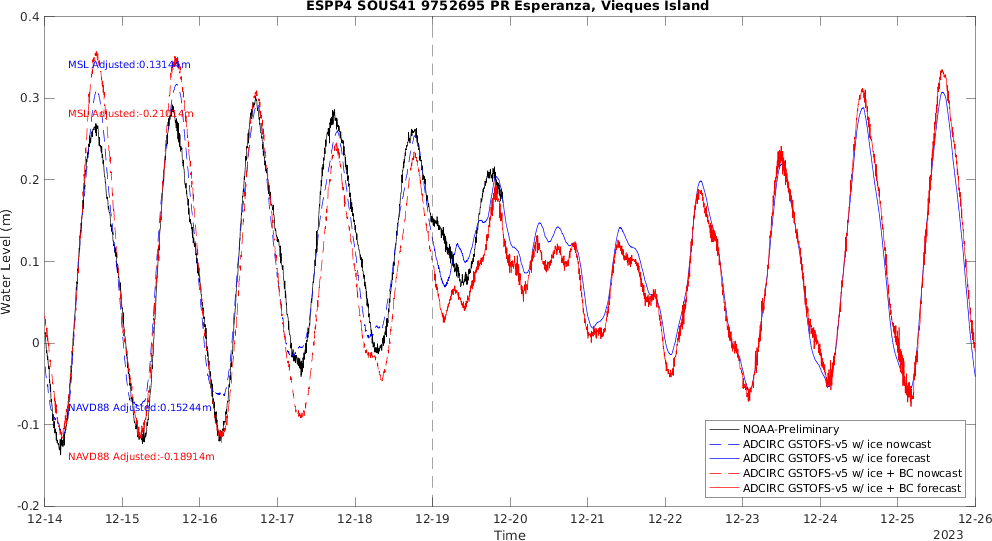 ESPP4 SOUS41 9752695 PR Esperanza, Vieques Island
Water Level (m)
0.4
0.3
0.2
0.1
0
-0.1
-0.2
MSL Adjusted:0.13144m
MSL Adjusted:
NAVD88 Adjusted:0.15244m
NAVD88 Adjusted:-0.18914m
NOAA-Preliminary
ADCIRC GSTOFS-v5 w/ ice nowcast
ADCIRC GSTOFS-v5 w/ ice forecast
ADCIRC GSTOFS-v5 w/ ice + BC nowcast
ADCIRC GSTOFS-v5 w/ ice + BC forecast
12-14 12-15 12-16 12-17 12-18 12-19 12-20 12-21 12-22 12-23 12-24 12-25 12-26
Time
2023